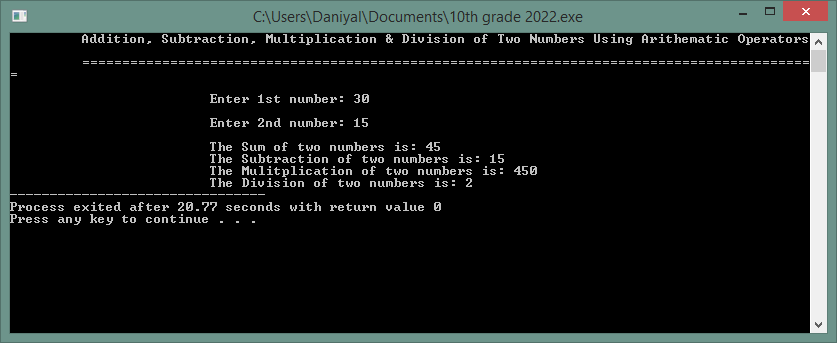 C:\Users\Daniyal\Documents\10th grade 2022.exe
Addition, Subtraction, Multiplication & Division of Two Numbers Using Arithematic Operators
===========================================================================================
=
Enter 1st number: 30
Enter 2nd number: 15
The Sum of two numbers is: 45
The Subtraction of two numbers is: 15
The Mulitplication of two numbers is: 450
The Division of two numbers is: 2
--------------------------------
Process exited after 20.77 seconds with return value 0
Press any key to continue . . .